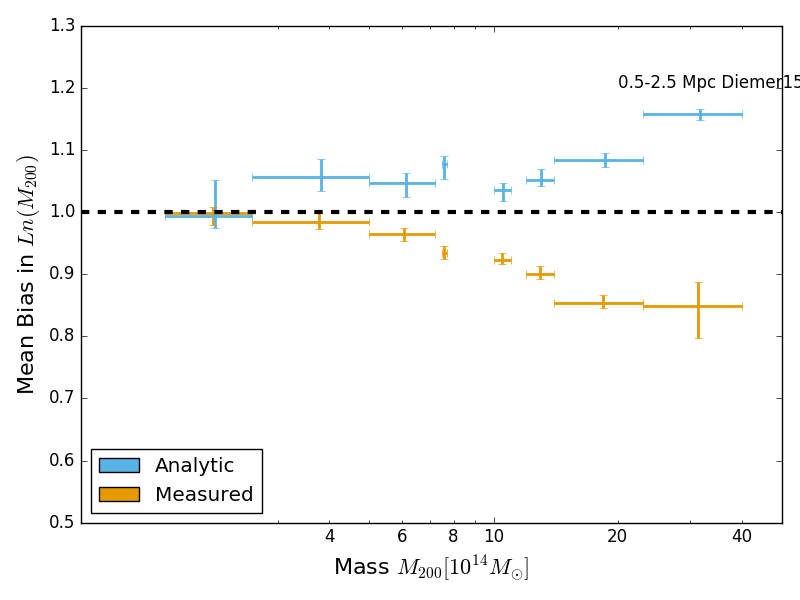 1.3
1.2
1.1
1.0
0.9
0.8
0.7
0.6
0.5
Mean Bias in Ln(M₂₀₀)
0.5-2.5 Mpc Diemer15
Analytic
Measured
4 6 8 10 20 40
Mass M₂₀₀[10¹⁴M☉]